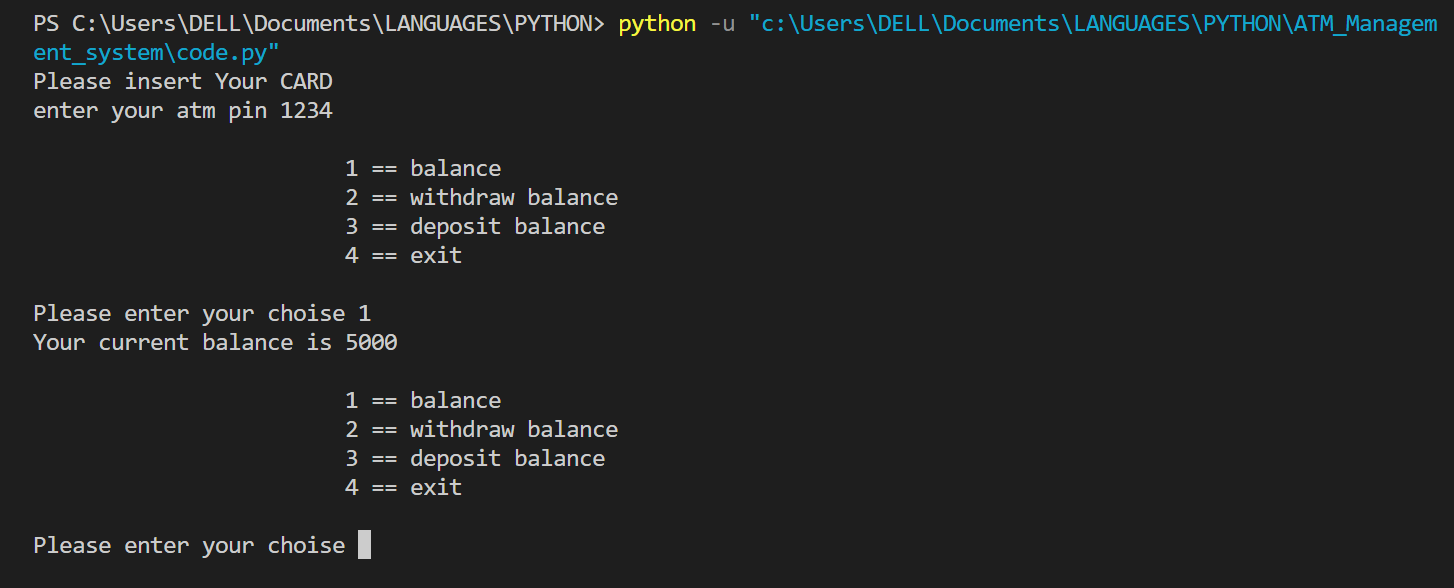 PS C:\Users\DELL\Documents\LANGUAGES\PYTHON> python -u "c:\Users\DELL\Documents\LANGUAGES\PYTHON\ATM_Managem
ent_system\code.py"
Please insert Your CARD
enter your atm pin 1234
1 == balance
2 == withdraw balance
3 == deposit balance
4 == exit
Please enter your choise 1
Your current balance is 5000
1 == balance
2 == withdraw balance
3 == deposit balance
4 == exit
Please enter your choise